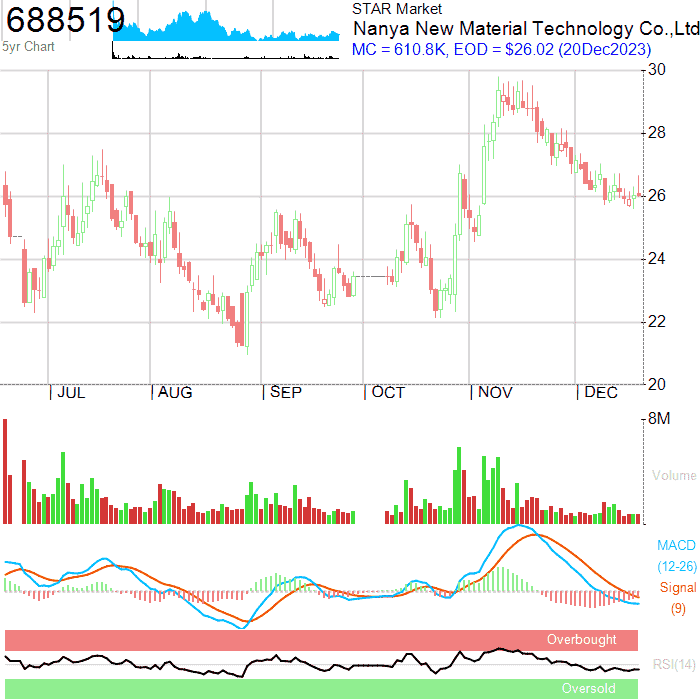 688519
5yr Chart
STAR Market
Nanya New Material Technology Co.,Ltd
MC = 610.8K, EOD = $26.02 (20Dec2023)
30
28
26
24
22
20
JUL AUG SEP OCT NOV DEC
8M
Volume
MACD
(12-26)
Signal
(9)
Overbought
RSI(14)
Oversold